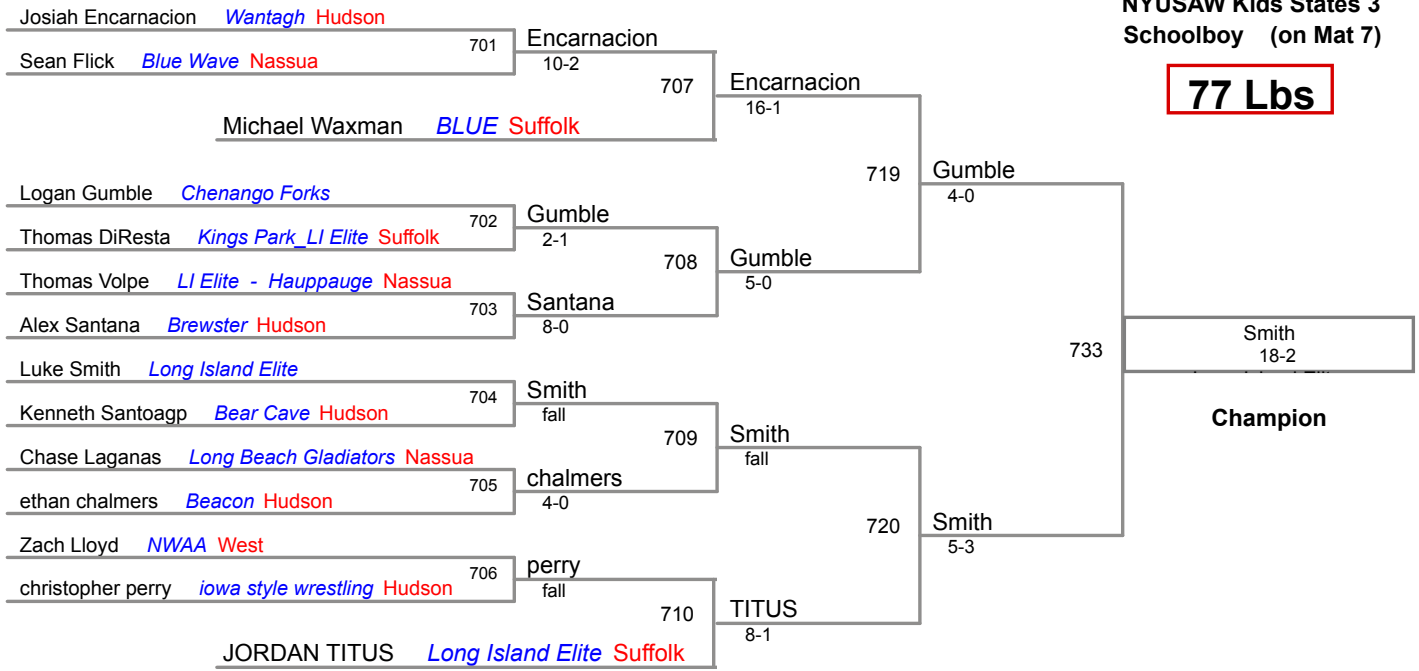 NYUSAW Kids States 3
Schoolboy (on Mat 7)
77 Lbs
Josiah Encarnacion Wantagh Hudson
701
Sean Flick Blue Wave Nassua
Encarnacion
10-2
707
Michael Waxman BLUE Suffolk
Encarnacion
16-1
Logan Gumble Chenango Forks
702
Thomas DiResta Kings Park_LI Elite Suffolk
Gumble
2-1
708
Thomas Volpe LI Elite - Hauppauge Nassua
703
Alex Santana Brewster Hudson
Santana
8-0
Gumble
5-0
719
Gumble
4-0
Luke Smith Long Island Elite
704
Kenneth Santoagp Bear Cave Hudson
Smith
fall
709
Chase Laganas Long Beach Gladiators Nassua
705
ethan chalmers Beacon Hudson
chalmers
4-0
Smith
fall
Zach Lloyd NWAA West
706
christopher perry iowa style wrestling Hudson
perry
fall
710
JORDAN TITUS Long Island Elite Suffolk
TITUS
8-1
720
Smith
5-3
733
Smith
18-2
Champion